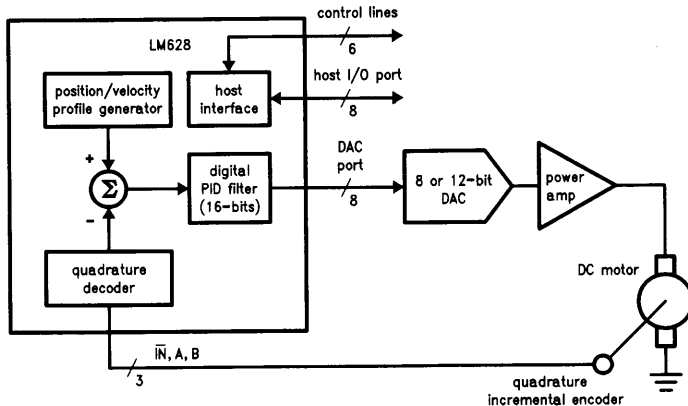 control lines
6
LM628
host I/O port
8
position/velocity
profile generator
host
interface
+
DAC
port
8
Σ
digital
PID filter
(16-bits)
8 or 12-bit
DAC
power
amp
−
quadrature
decoder
DC motor
IN, A, B
3
quadrature
incremental encoder